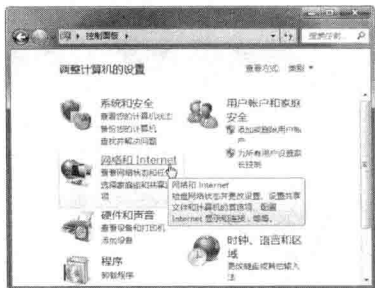 控制面板
搜索控制...
调整计算机的设置
查看方式: 类别
系统和安全
查看您的计算机状态
备份您的计算机
查找并解决问题
网络和 Internet
查看网络状态和任务
选择家庭组和共享选
项
硬件和声音
查看设备和打印机
添加设备
程序
卸载程序
用户帐户和家庭
安全
添加或删除用户帐
户
为所有用户设置家
长控制
网络和 Internet
检查网络状态并更改设置、设置共享
文件和计算机的首选项、配置
Internet 显示和连接，等等。
时钟、语言和区
域
更改键盘或其他输入
法